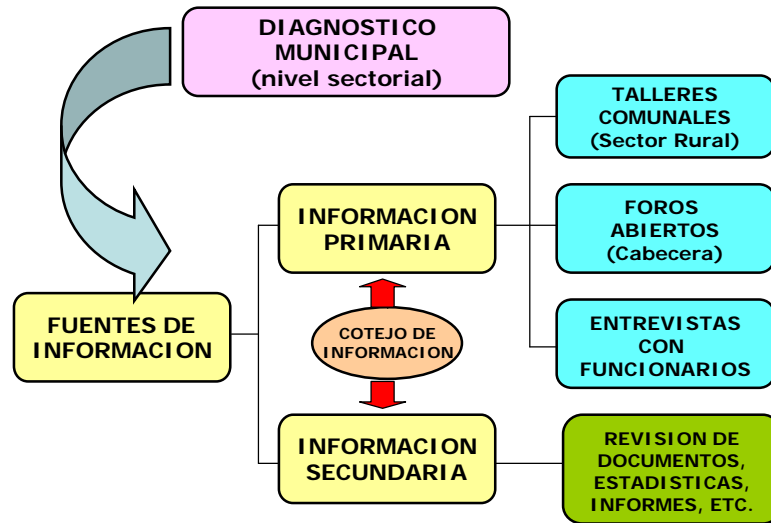 DIAGNOSTICO
MUNICIPAL
(nivel sectorial)
TALLERES
COMUNALES
(Sector Rural)
INFORMACION
PRIMARIA
FOROS
ABIERTOS
(Cabecera)
FUENTES DE
INFORMACION
COTEJO DE
INFORMACION
ENTREVISTAS
CON
FUNCIONARIOS
INFORMACION
SECUNDARIA
REVISION DE
DOCUMENTOS,
ESTADISTICAS,
INFORMES, ETC.